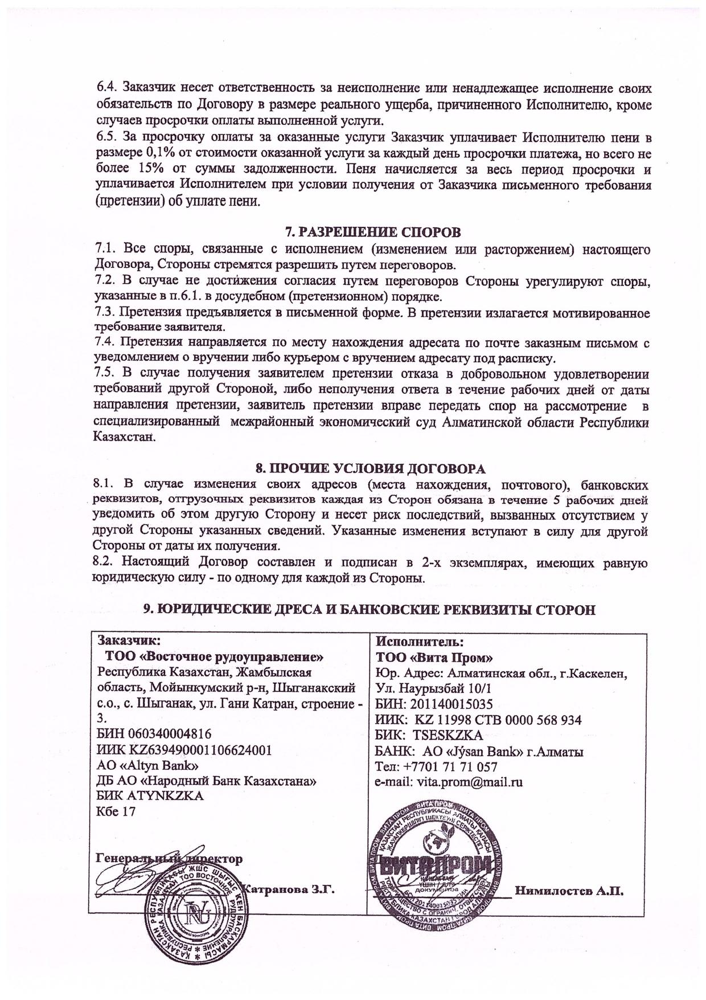 6.4. Заказчик несет ответственность за неисполнение или ненадлежащее исполнение своих
обязательств по Договору в размере реального ущерба, причиненного Исполнителю, кроме
случаев просрочки оплаты выполненной услуги.
6.5. За просрочку оплаты за оказанные услуги Заказчик уплачивает Исполнителю пени в
размере 0,1% от стоимости оказанной услуги за каждый день просрочки платежа, но всего не
более 15% от суммы задолженности. Пеня начисляется за весь период просрочки и
уплачивается Исполнителем при условии получения от Заказчика письменного требования
(претензии) об уплате пени.
7. РАЗРЕШЕНИЕ СПОРОВ
7.1. Все споры, связанные с исполнением (изменением или расторжением) настоящего
Договора, Стороны стремятся разрешить путем переговоров.
7.2. В случае не достижения согласия путем переговоров Стороны урегулируют споры,
указанные в п.6.1. в досудебном (претензионном) порядке.
7.3. Претензия предъявляется в письменной форме. В претензии излагается мотивированное
требование заявителя.
7.4. Претензия направляется по месту нахождения адресата по почте заказным письмом с
уведомлением о вручении либо курьером с вручением адресату под расписку.
7.5. В случае получения заявителем претензии отказа в добровольном удовлетворении
требований другой Стороной, либо неполучения ответа в течение рабочих дней от даты
направления претензии, заявитель претензии вправе передать спор на рассмотрение в
специализированный межрайонный экономический суд Алматинской области Республики
Казахстан.
8. ПРОЧИЕ УСЛОВИЯ ДОГОВОРА
8.1. В случае изменения своих адресов (места нахождения, почтового), банковских
реквизитов, отгрузочных реквизитов каждая из Сторон обязана в течение 5 рабочих дней
уведомить об этом другую Сторону и несет риск последствий, вызванных отсутствием у
другой Стороны указанных сведений. Указанные изменения вступают в силу для другой
Стороны от даты их получения.
8.2. Настоящий Договор составлен и подписан в 2-х экземплярах, имеющих равную
юридическую силу - по одному для каждой из Стороны.
9. ЮРИДИЧЕСКИЕ ДРЕСА И БАНКОВСКИЕ РЕКВИЗИТЫ СТОРОН
Заказчик:
ТОО «Восточное рудоуправление»
Республика Казахстан, Жамбылская
область, Мойынкумский р-н, Шыганакский
с.о., с. Шыганак, ул. Гани Катран, строение -
3.
БИН 060340004816
ИИК KZ639490001106624001
АО «Altyn Bank»
ДБ АО «Народный Банк Казахстана»
БИК ATYNKZKA
Кбе 17
Генеральный директор
Катранова З.Г.
Исполнитель:
ТОО «Вита Пром»
Юр. Адрес: Алматинская обл., г.Каскелен,
Ул. Наурызбай 10/1
БИН: 201140015035
ИИК: KZ 11998 CTB 0000 568 934
БИК: TSESKZKA
БАНК: АО «Jýsan Bank» г.Алматы
Тел: +7701 71 71 057
e-mail: vita.prom@mail.ru
ВИТАПРОМ
Нимилостев А.П.